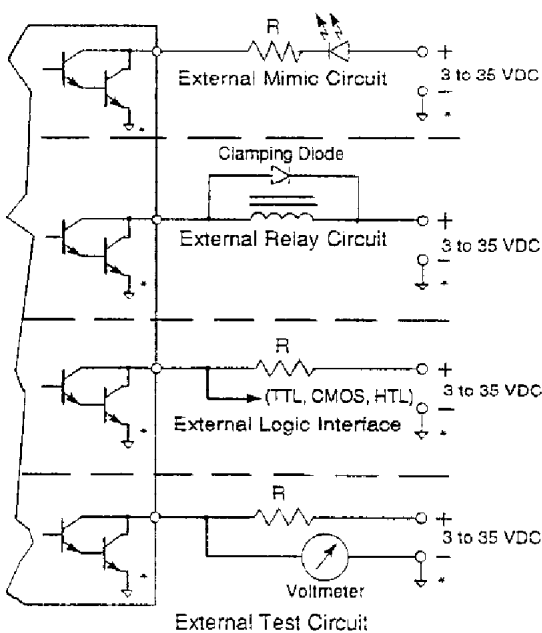 R
+
External Mimic Circuit
3 to 35 VDC
−
*
*
Clamping Diode
+
External Relay Circuit
3 to 35 VDC
−
*
*
R
+
(TTL, CMOS, HTL)
3 to 35 VDC
−
External Logic Interface
*
*
R
+
3 to 35 VDC
−
*
*
Voltmeter
External Test Circuit